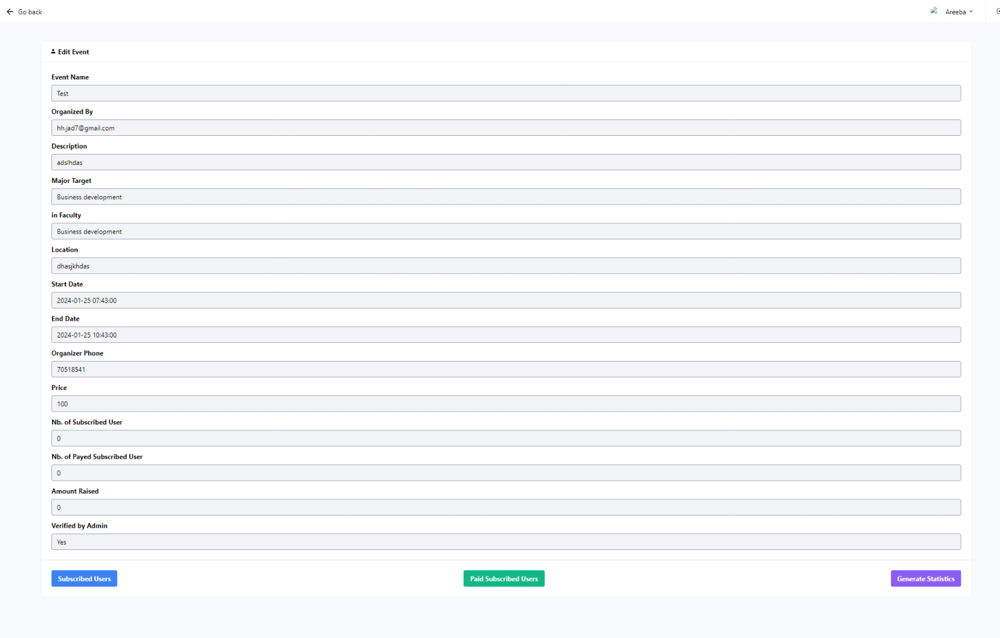 Go back
Areeba
Edit Event
Event Name
Test
Organized By
hh.jad7@gmail.com
Description
adslhdas
Major Target
Business development
in Faculty
Business development
Location
dhasjkhdas
Start Date
2024-01-25 07:43:00
End Date
2024-01-25 10:43:00
Organizer Phone
70518541
Price
100
Nb. of Subscribed User
0
Nb. of Payed Subscribed User
0
Amount Raised
0
Verified by Admin
Yes
Subscribed Users
Paid Subscribed Users
Generate Statistics